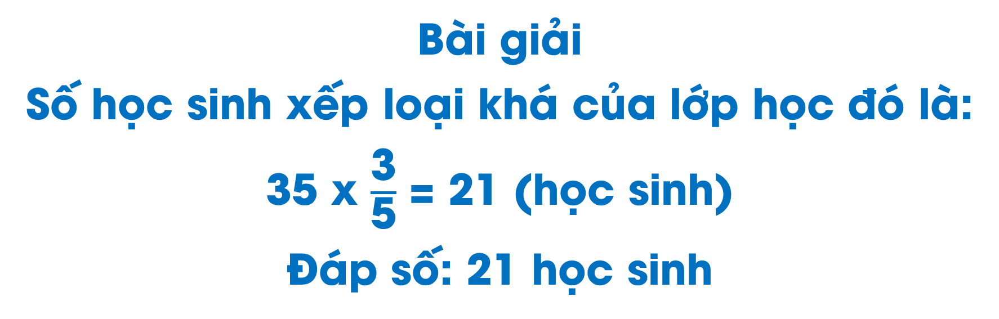 Bài giải
Số học sinh xếp loại khá của lớp học đó là:
35 x 3/5 = 21 (học sinh)
Đáp số: 21 học sinh